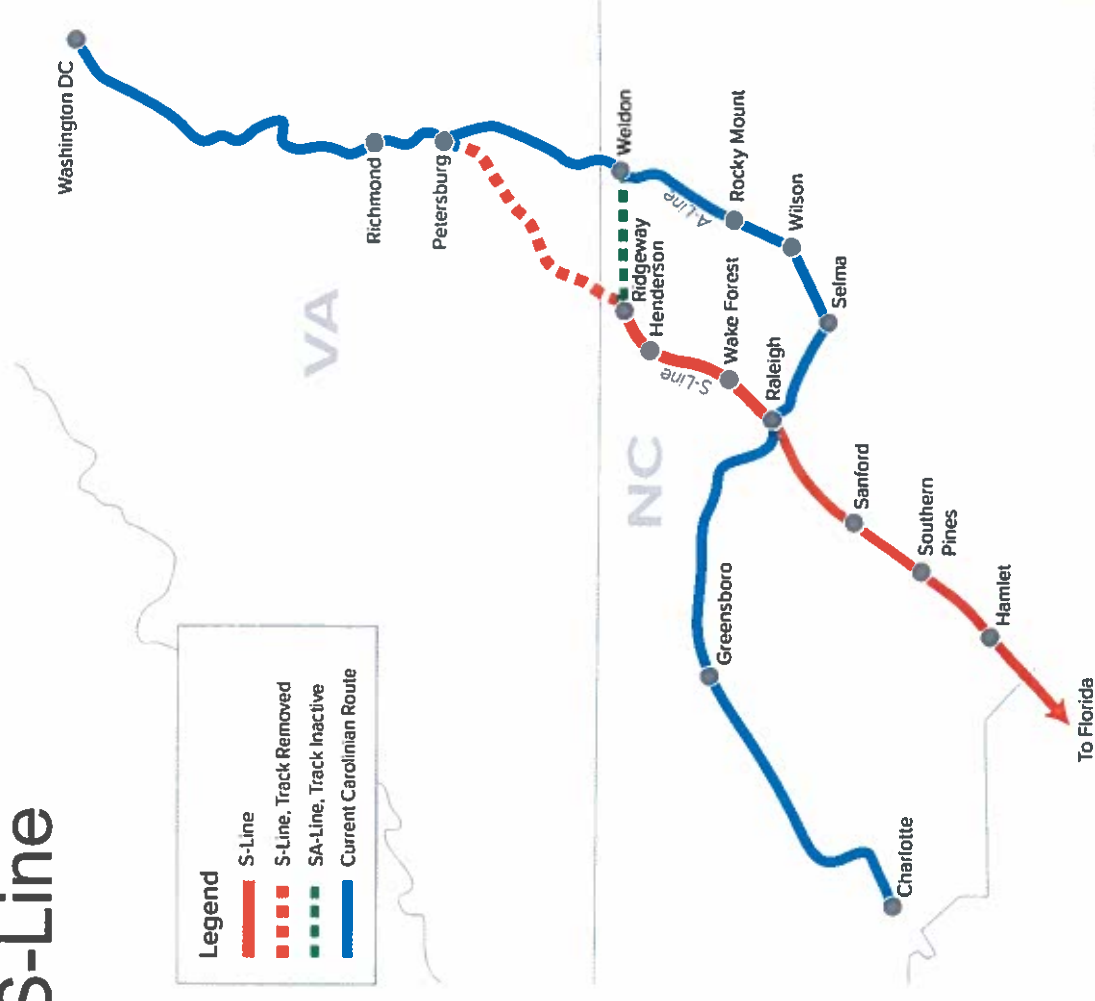 S-Line
Legend
S-Line
S-Line, Track Removed
SA-Line, Track Inactive
Current Carolinian Route
Washington DC
VA
Richmond
Petersburg
NC
Weldon
Ridgeway
Henderson
A-Line
S-Line
Wake Forest
Rocky Mount
Greensboro
Raleigh
Wilson
Selma
Sanford
Charlotte
Southern
Pines
Hamlet
To Florida